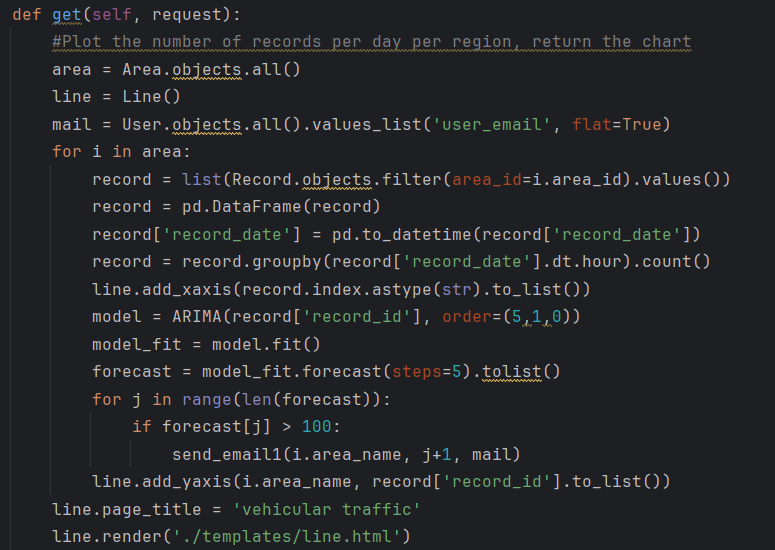 def get(self, request):
    #Plot the number of records per day per region, return the chart
    area = Area.objects.all()
    line = Line()
    mail = User.objects.all().values_list('user_email', flat=True)
    for i in area:
        record = list(Record.objects.filter(area_id=i.area_id).values())
        record = pd.DataFrame(record)
        record['record_date'] = pd.to_datetime(record['record_date'])
        record = record.groupby(record['record_date'].dt.hour).count()
        line.add_xaxis(record.index.astype(str).to_list())
        model = ARIMA(record['record_id'], order=(5,1,0))
        model_fit = model.fit()
        forecast = model_fit.forecast(steps=5).tolist()
        for j in range(len(forecast)):
            if forecast[j] > 100:
                send_email1(i.area_name, j+1, mail)
        line.add_yaxis(i.area_name, record['record_id'].to_list())
    line.page_title = 'vehicular traffic'
    line.render('./templates/line.html')